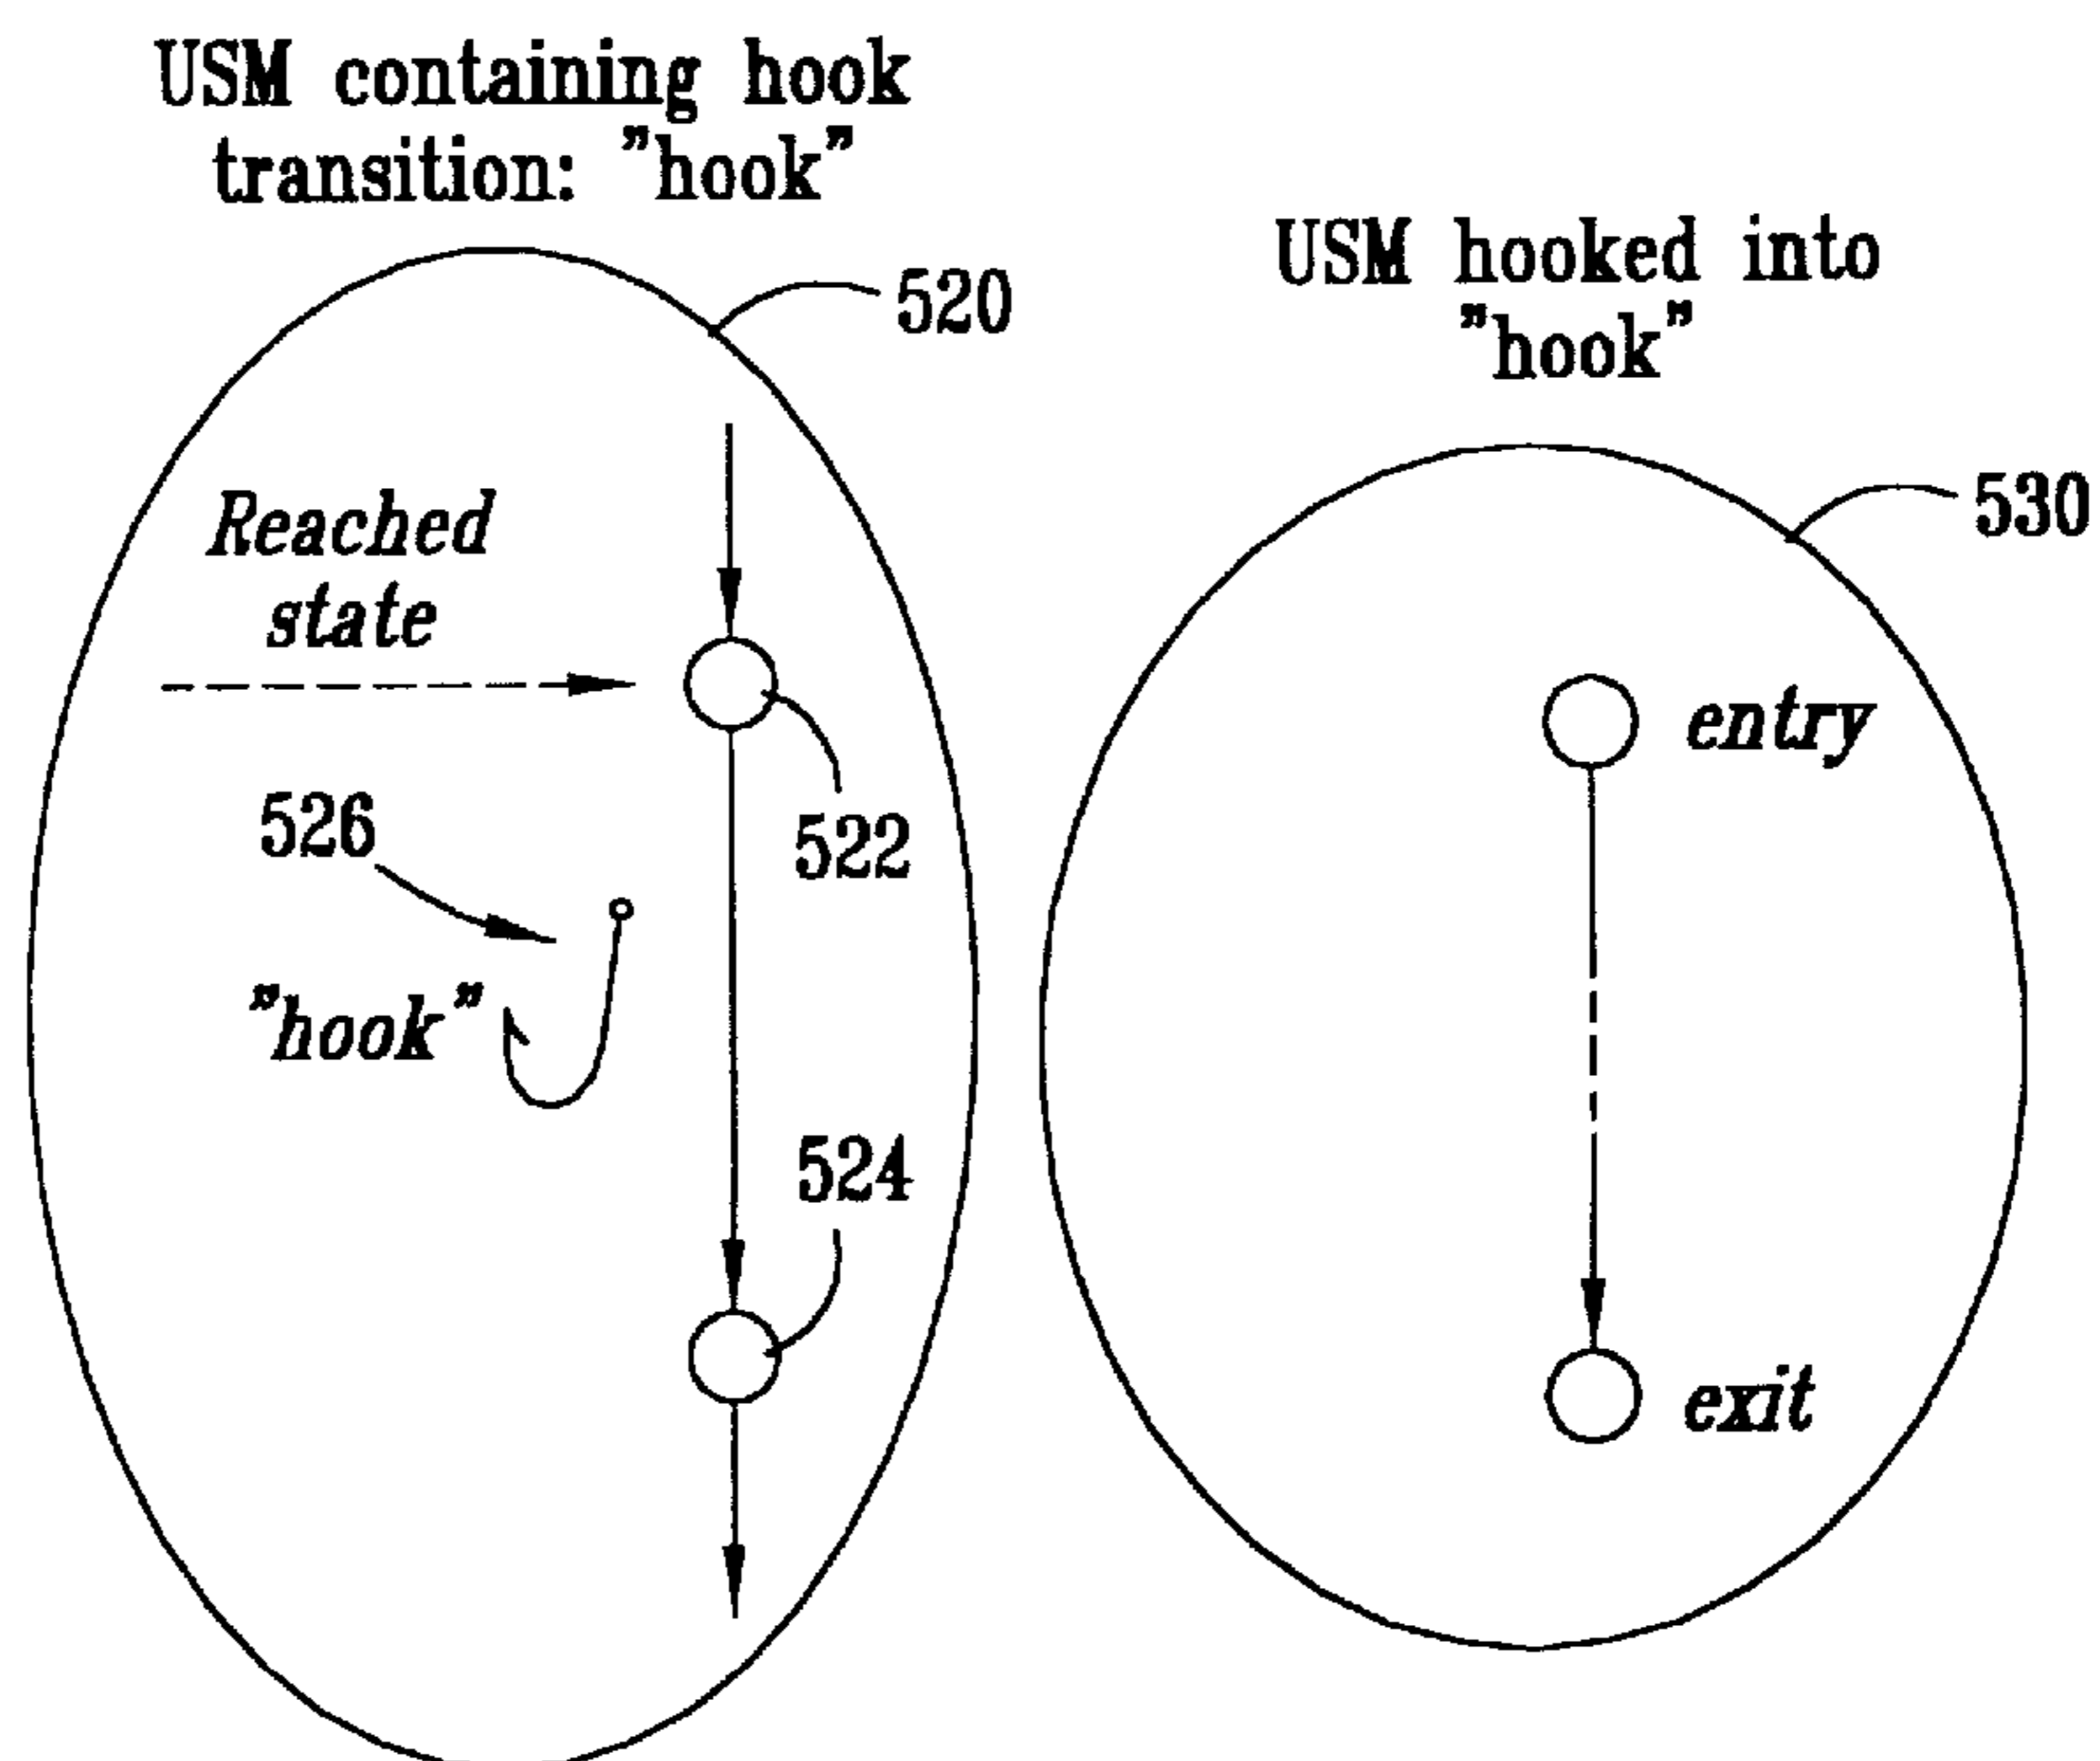 USM containing hook
transition: "hook"
520
USM hooked into
"hook"
530
Reached
state
522
526
"hook"
524
entry
exit